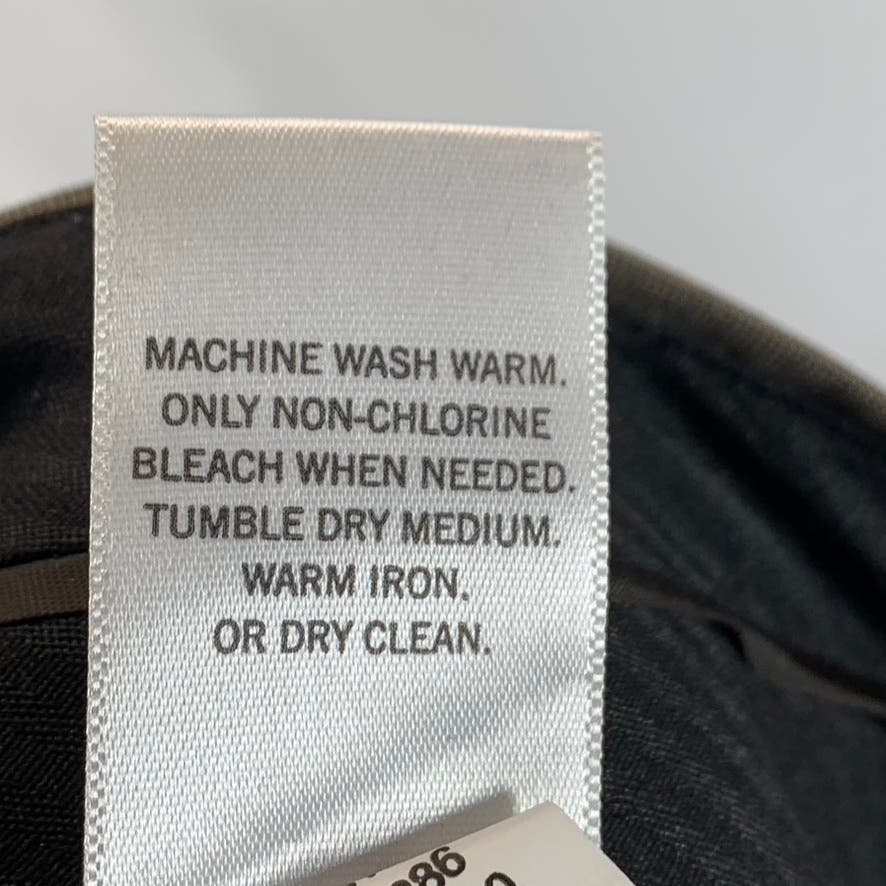 MACHINE WASH WARM.
ONLY NON-CHLORINE
BLEACH WHEN NEEDED.
TUMBLE DRY MEDIUM.
WARM IRON.
OR DRY CLEAN.